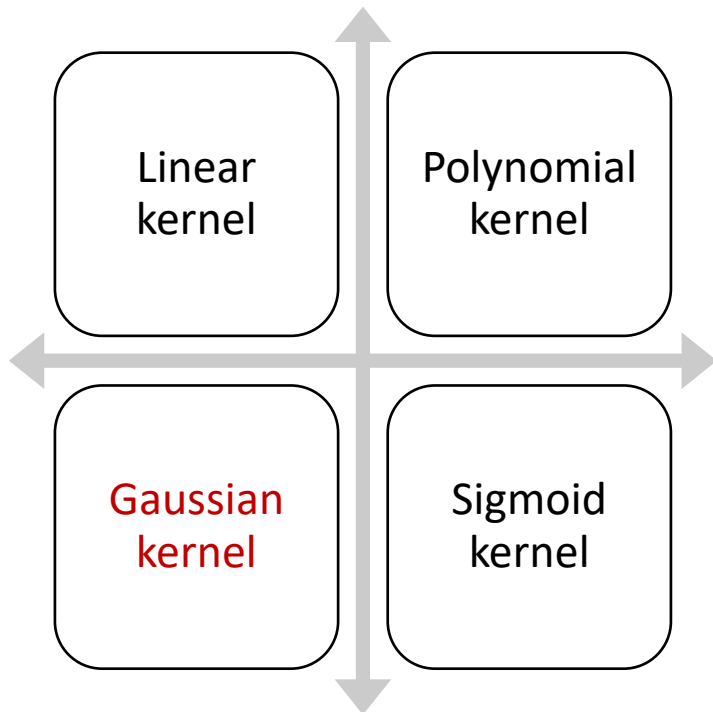 Linear
kernel
Polynomial
kernel
Gaussian
kernel
Sigmoid
kernel